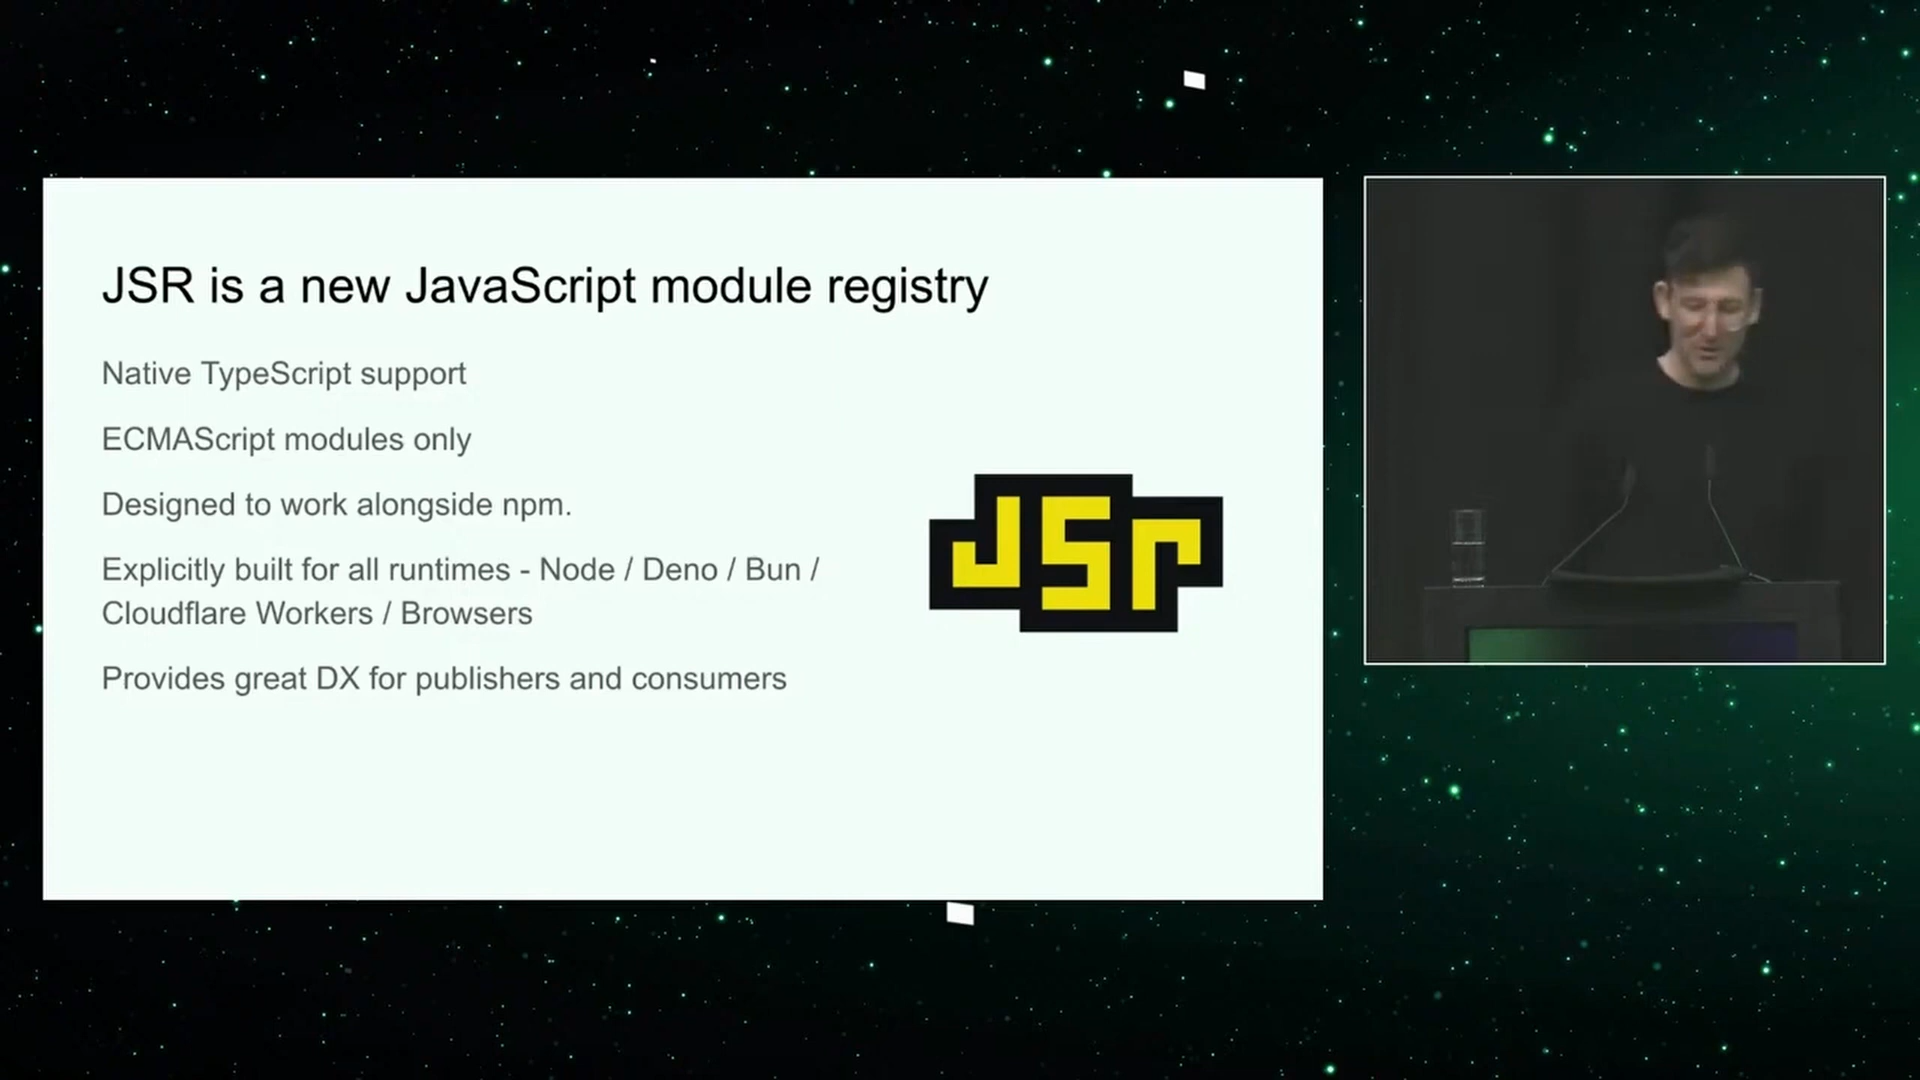 JSR is a new JavaScript module registry
Native TypeScript support
ECMAScript modules only
Designed to work alongside npm.
Explicitly built for all runtimes - Node / Deno / Bun /
Cloudflare Workers / Browsers
Provides great DX for publishers and consumers
JSr